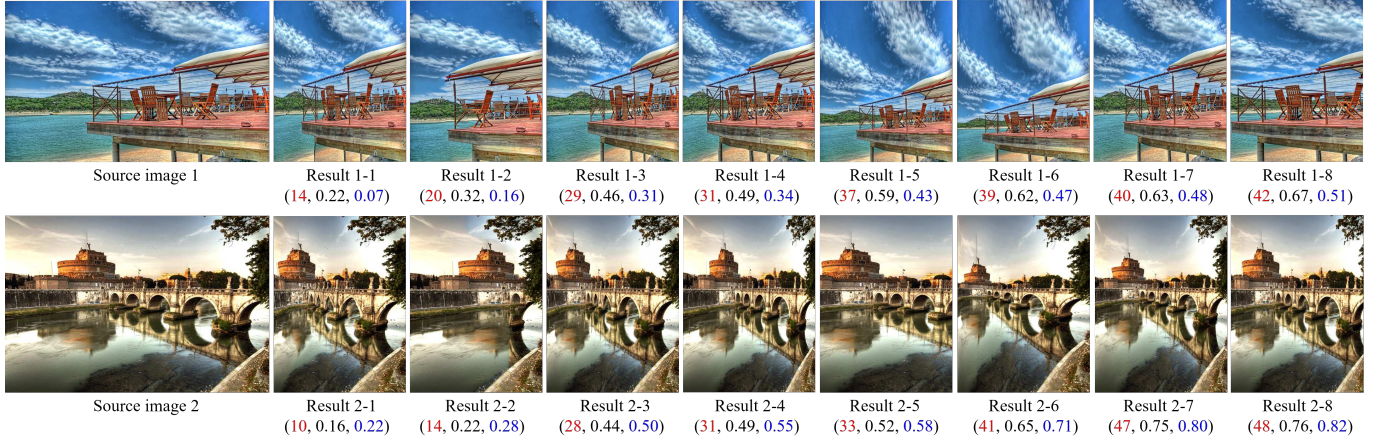 Source image 1
Result 1-1
Result 1-2
Result 1-3
Result 1-4
Result 1-5
Result 1-6
Result 1-7
Result 1-8
(14, 0.22, 0.07)
(20, 0.32, 0.16)
(29, 0.46, 0.31)
(31, 0.49, 0.34)
(37, 0.59, 0.43)
(39, 0.62, 0.47)
(40, 0.63, 0.48)
(42, 0.67, 0.51)
Source image 2
Result 2-1
Result 2-2
Result 2-3
Result 2-4
Result 2-5
Result 2-6
Result 2-7
Result 2-8
(10, 0.16, 0.22)
(14, 0.22, 0.28)
(28, 0.44, 0.50)
(31, 0.49, 0.55)
(33, 0.52, 0.58)
(41, 0.65, 0.71)
(47, 0.75, 0.80)
(48, 0.76, 0.82)